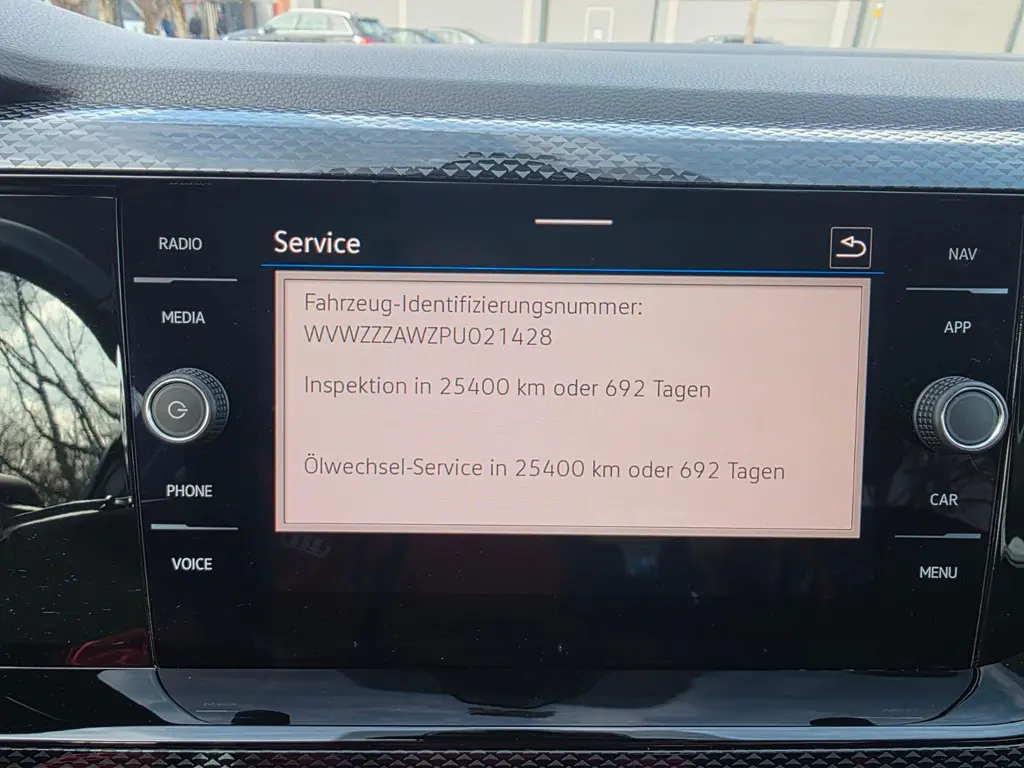 RADIO
MEDIA
PHONE
VOICE
Service
Fahrzeug-Identifizierungsnummer:
WVWZZZAWZPU021428
Inspektion in 25400 km oder 692 Tagen
Ölwechsel-Service in 25400 km oder 692 Tagen
NAV
APP
CAR
MENU